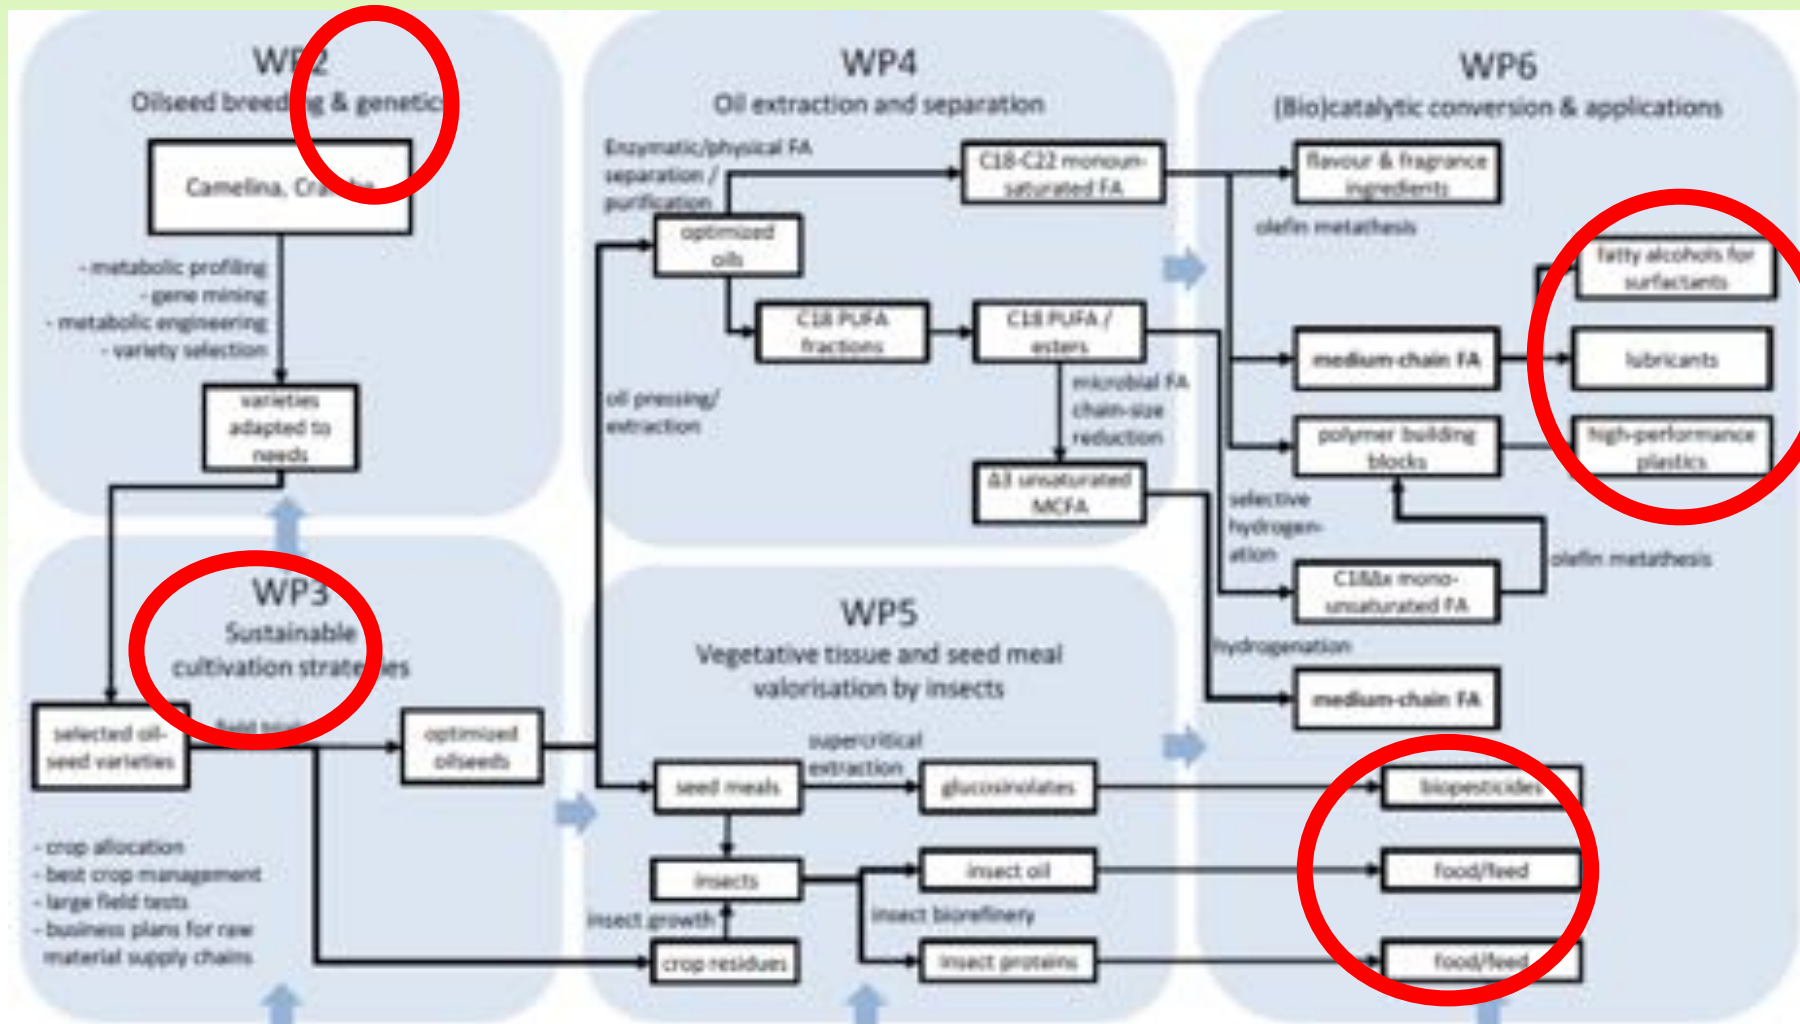 WP2
Oilseed breeding & genetics
Camelina,
- metabolic profiling
- gene mining
- metabolic engineering
- variety selection
varieties
adapted to
needs
WP3
Sustainable
cultivation strategies
selected oil-
seed varieties
optimized
oilseeds
- crop allocation
- best crop management
- large field tests
- business plans for raw
material supply chains
WP4
Oil extraction and separation
Enzymatic/physical FA
separation /
purification
C18-C22 monoun-
saturated FA
optimized
oils
C18 PUFA
fractions
C18 PUFA /
esters
oil pressing/
extraction
microbial FA
chain-size
reduction
Δ3 unsaturated
MCFA
WP5
Vegetative tissue and seed meal
valorisation by insects
supercritical
extraction
seed meals
glucosinolates
insects
insect oil
insect growth
insect biorefinery
crop residues
insect proteins
WP6
(Bio)catalytic conversion & applications
flavour & fragrance
ingredients
olefin metathesis
fatty alcohols for
surfactants
medium-chain FA
lubricants
polymer building
blocks
high-performance
plastics
selective
hydrogen-
ation
olefin metathesis
C18Δx mono-
unsaturated FA
hydrogenation
medium-chain FA
biopesticides
food/feed
food/feed